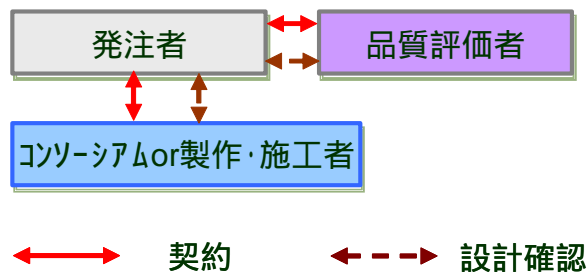 発注者
品質評価者
ｺﾝｿｰｼｱﾑor製作・施工者
契約
設計確認